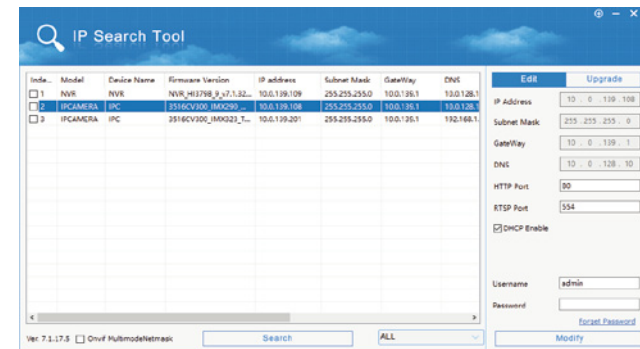 IP Search Tool
Inde... Model Device Name Firmware Version IP address Subnet Mask GateWay DNS
1 NVR NVR NVR_HI3798_9_v7.1.32... 10.0.139.109 255.255.255.0 10.0.139.1 10.0.128.1
2 IPCAMERA IPC 3516CV300_IMX290_... 10.0.139.108 255.255.255.0 10.0.139.1 10.0.128.1
3 IPCAMERA IPC 3516CV300_IMX323_T... 10.0.139.201 255.255.255.0 10.0.139.1 192.168.1.
Ver. 7.1.17.5 Onvif MultimodeNetmask Search ALL
Edit Upgrade
IP Address 10 . 0 .139 .108
Subnet Mask 255 .255 .255 . 0
GateWay 10 . 0 .139 . 1
DNS 10 . 0 .128 . 10
HTTP Port 80
RTSP Port 554
DHCP Enable
Username admin
Password
Forget Password
Modify